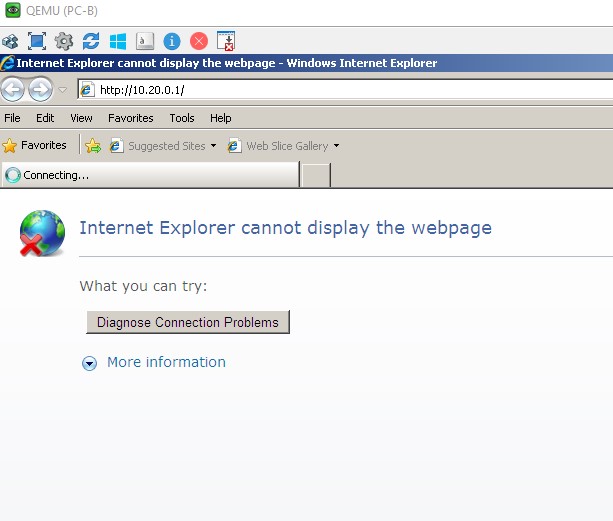 QEMU (PC-B)
Internet Explorer cannot display the webpage - Windows Internet Explorer
http://10.20.0.1/
File Edit View Favorites Tools Help
Favorites Suggested Sites Web Slice Gallery
Connecting...
Internet Explorer cannot display the webpage
What you can try:
Diagnose Connection Problems
More information